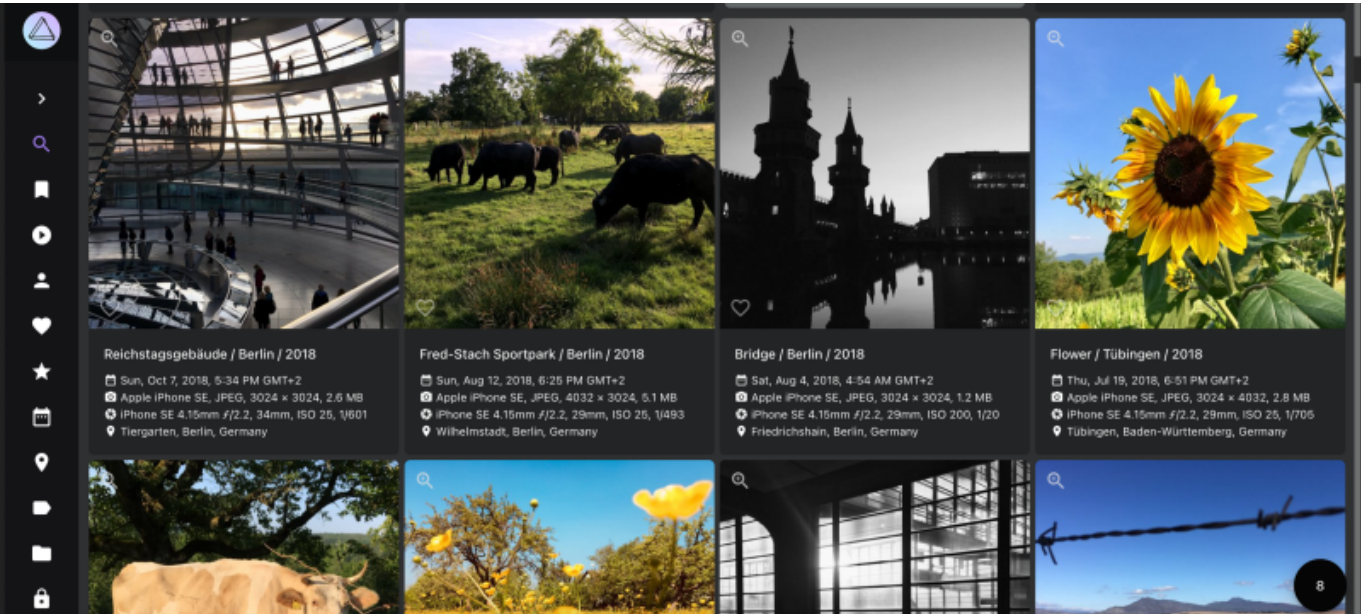 Reichstagsgebäude / Berlin / 2018
Sun, Oct 7, 2018, 5:34 PM GMT+2
Apple iPhone SE, JPEG, 3024 × 3024, 2.6 MB
iPhone SE 4.15mm ƒ/2.2, 34mm, ISO 25, 1/601
Tiergarten, Berlin, Germany
Fred-Stach Sportpark / Berlin / 2018
Sun, Aug 12, 2018, 6:25 PM GMT+2
Apple iPhone SE, JPEG, 4032 × 3024, 5.1 MB
iPhone SE 4.15mm ƒ/2.2, 29mm, ISO 25, 1/493
Wilhelmstadt, Berlin, Germany
Bridge / Berlin / 2018
Sat, Aug 4, 2018, 4:54 AM GMT+2
Apple iPhone SE, JPEG, 3024 × 3024, 1.2 MB
iPhone SE 4.15mm ƒ/2.2, 29mm, ISO 200, 1/20
Friedrichshain, Berlin, Germany
Flower / Tübingen / 2018
Thu, Jul 19, 2018, 6:51 PM GMT+2
Apple iPhone SE, JPEG, 3024 × 4032, 2.8 MB
iPhone SE 4.15mm ƒ/2.2, 29mm, ISO 25, 1/705
Tübingen, Baden-Württemberg, Germany
8